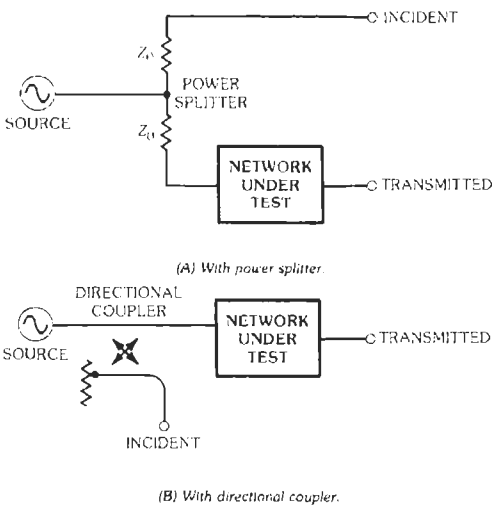 INCIDENT
Z₀
POWER
SPLITTER
SOURCE
Z₀
NETWORK
UNDER
TEST
TRANSMITTED
(A) With power splitter.
DIRECTIONAL
COUPLER
SOURCE
NETWORK
UNDER
TEST
TRANSMITTED
INCIDENT
(B) With directional coupler.